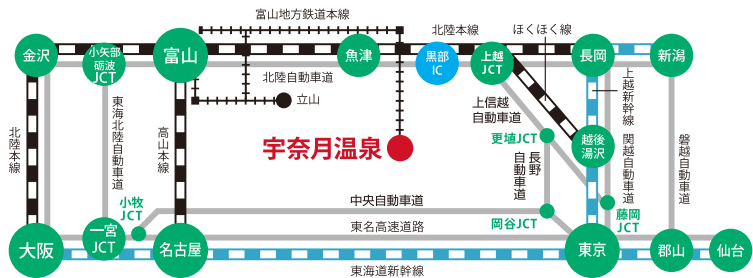 富山地方鉄道本線
北陸本線
ほくほく線
金沢
小矢部
砺波
JCT
富山
魚津
黒部
IC
上越
JCT
長岡
新潟
北陸自動車道
立山
上信越
自動車道
上越新幹線
北陸本線
東海北陸自動車道
高山本線
宇奈月温泉
更埴JCT
越後
湯沢
長野
自動車道
関越自動車道
磐越自動車道
小牧
JCT
中央自動車道
岡谷JCT
藤岡
JCT
大阪
一宮
JCT
名古屋
東名高速道路
東京
郡山
仙台
東海道新幹線